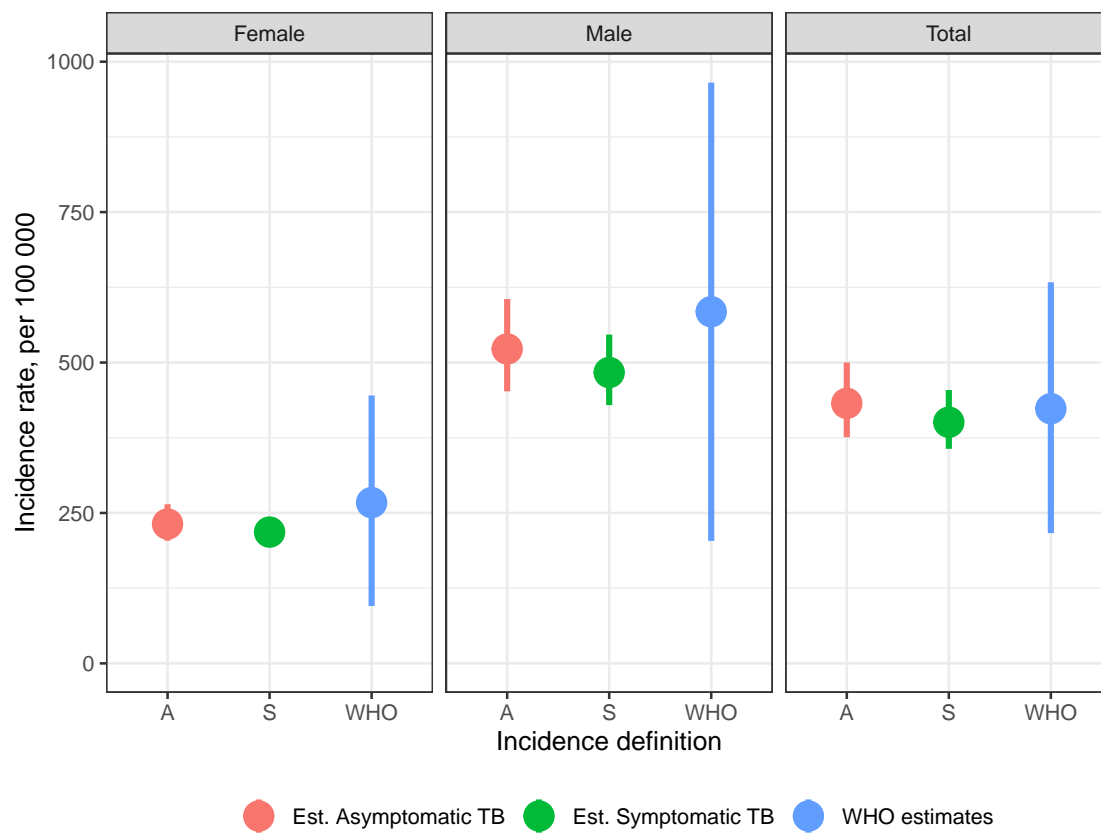 Female Male Total
Incidence rate, per 100 000
1000
750
500
250
0
A S WHO A S WHO A S WHO
Incidence definition
Est. Asymptomatic TB Est. Symptomatic TB WHO estimates